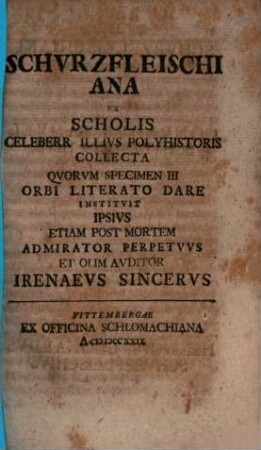 SCHVRZFLEISCHI
ANA
EX
SCHOLIS
CELEBERR ILLIVS POLYHISTORIS
COLLECTA
QVORVM SPECIMEN III
ORBI LITERATO DARE
INSTITVIT
IPSIVS
ETIAM POST MORTEM
ADMIRATOR PERPETVVS
ET OLIM AVDITOR
IRENAEVS SINCERVS
VITTEMBERGAE
EX OFFICINA SCHLOMACHIANA
A cIↃIↃCCXXIX